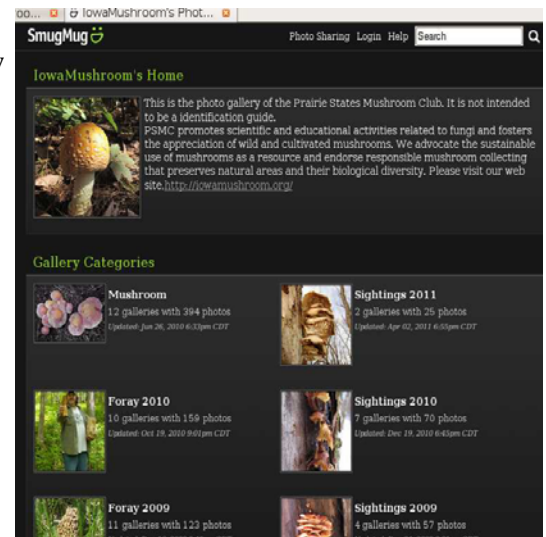 oo...
IowaMushroom's Phot...
SmugMug
Photo Sharing Login Help Search
IowaMushroom's Home
This is the photo gallery of the Prairie States Mushroom Club. It is not intended
to be a identification guide.
PSMC promotes scientific and educational activities related to fungi and fosters
the appreciation of wild and cultivated mushrooms. We advocate the sustainable
use of mushrooms as a resource and endorse responsible mushroom collecting
that preserves natural areas and their biological diversity. Please visit our web
site.http://iowamushroom.org/
Gallery Categories
Mushroom
12 galleries with 394 photos
Updated: Jun 26, 2010 6:33pm CDT
Sightings 2011
2 galleries with 25 photos
Updated: Apr 02, 2011 6:55pm CDT
Foray 2010
10 galleries with 159 photos
Updated: Oct 19, 2010 9:01pm CDT
Sightings 2010
7 galleries with 70 photos
Updated: Dec 19, 2010 6:45pm CDT
Foray 2009
11 galleries with 123 photos
Sightings 2009
4 galleries with 57 photos